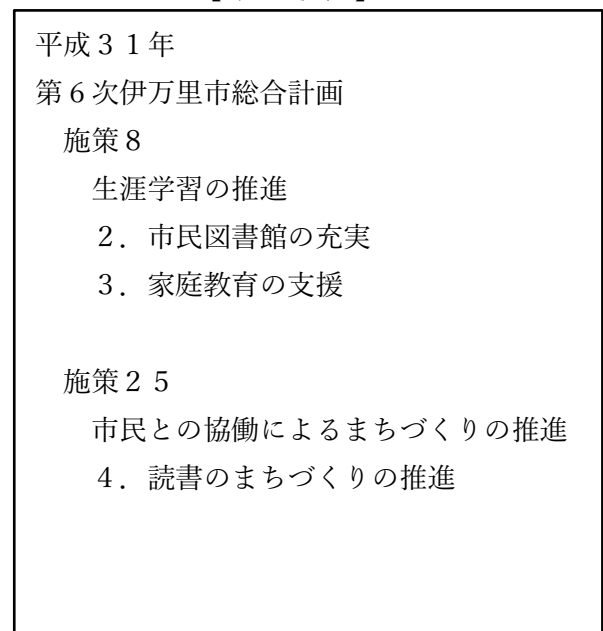 平成３１年
第６次伊万里市総合計画
施策８
生涯学習の推進
２．市民図書館の充実
３．家庭教育の支援
施策２５
市民との協働によるまちづくりの推進
４．読書のまちづくりの推進